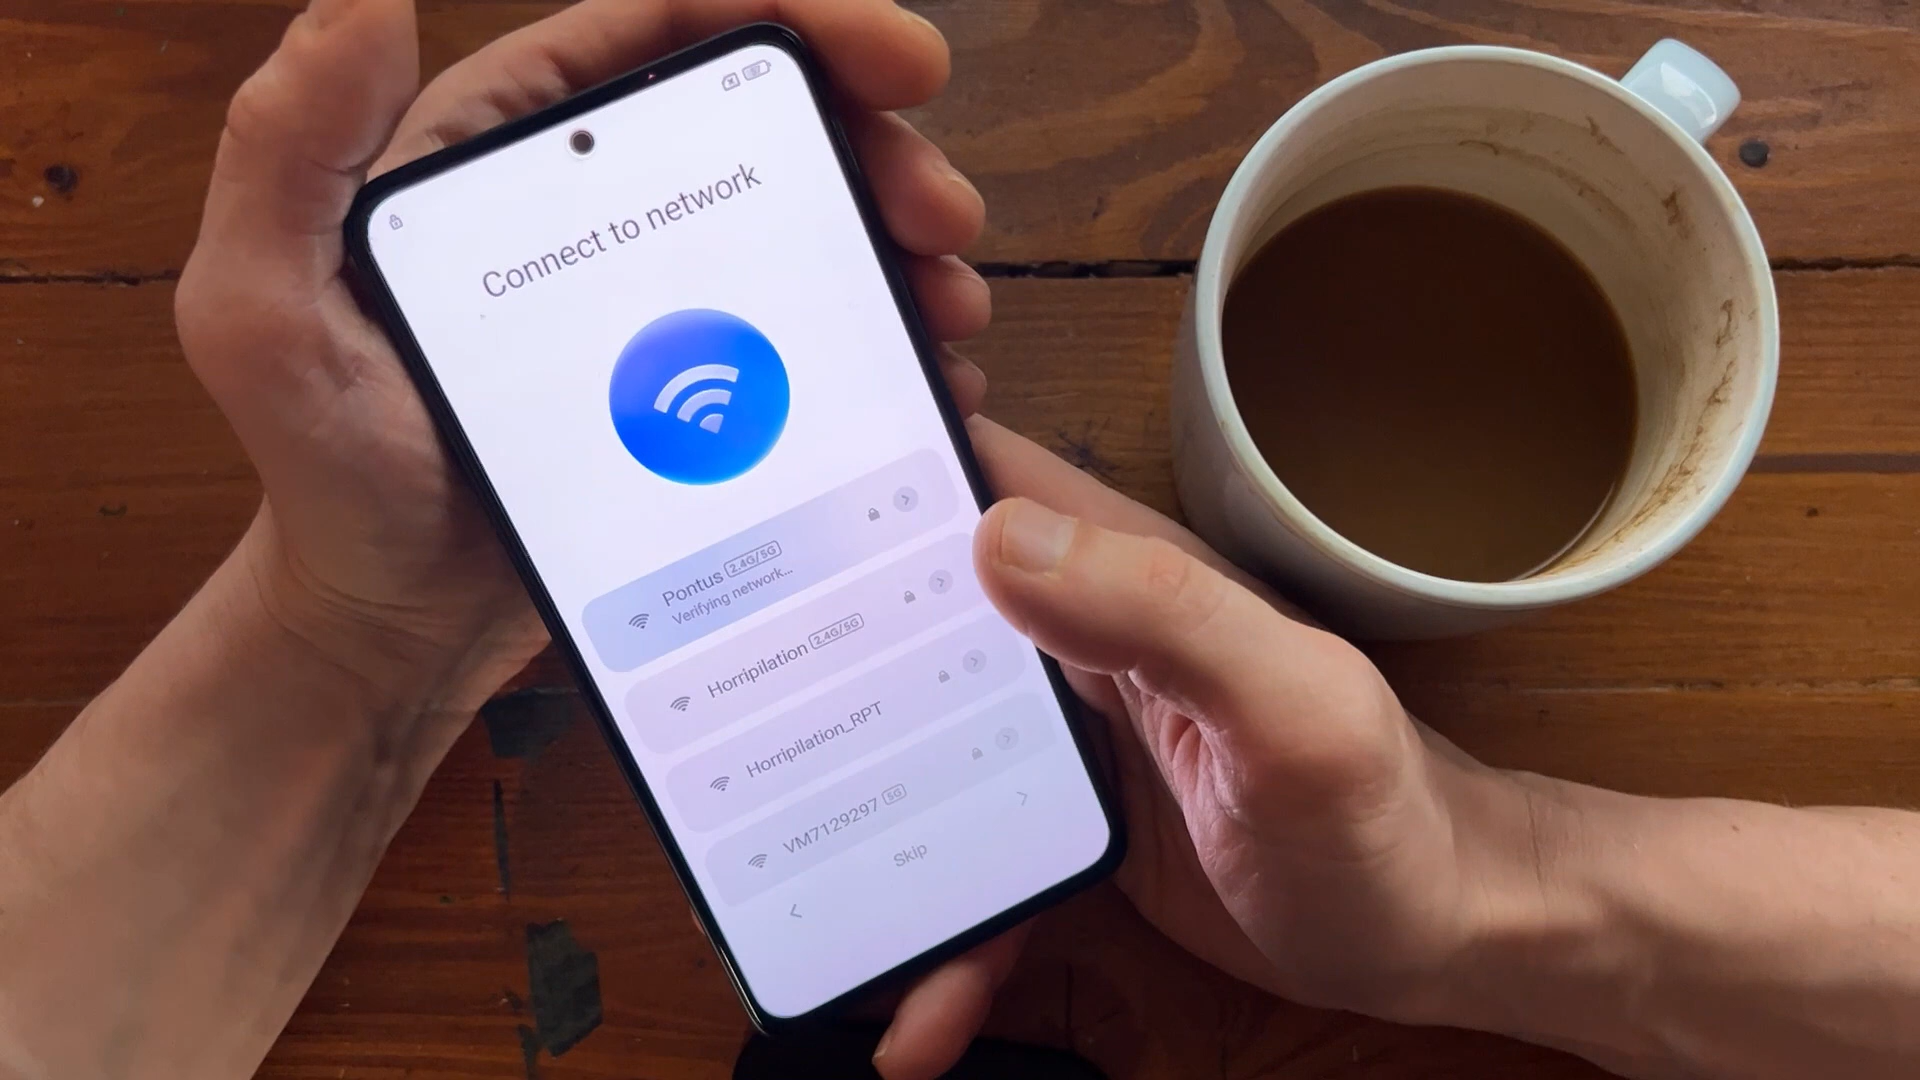 Connect to network
Pontus 2.4G/5G
Verifying network...
Horripilation 2.4G/5G
Horripilation_RPT
VM7129297 5G
Skip